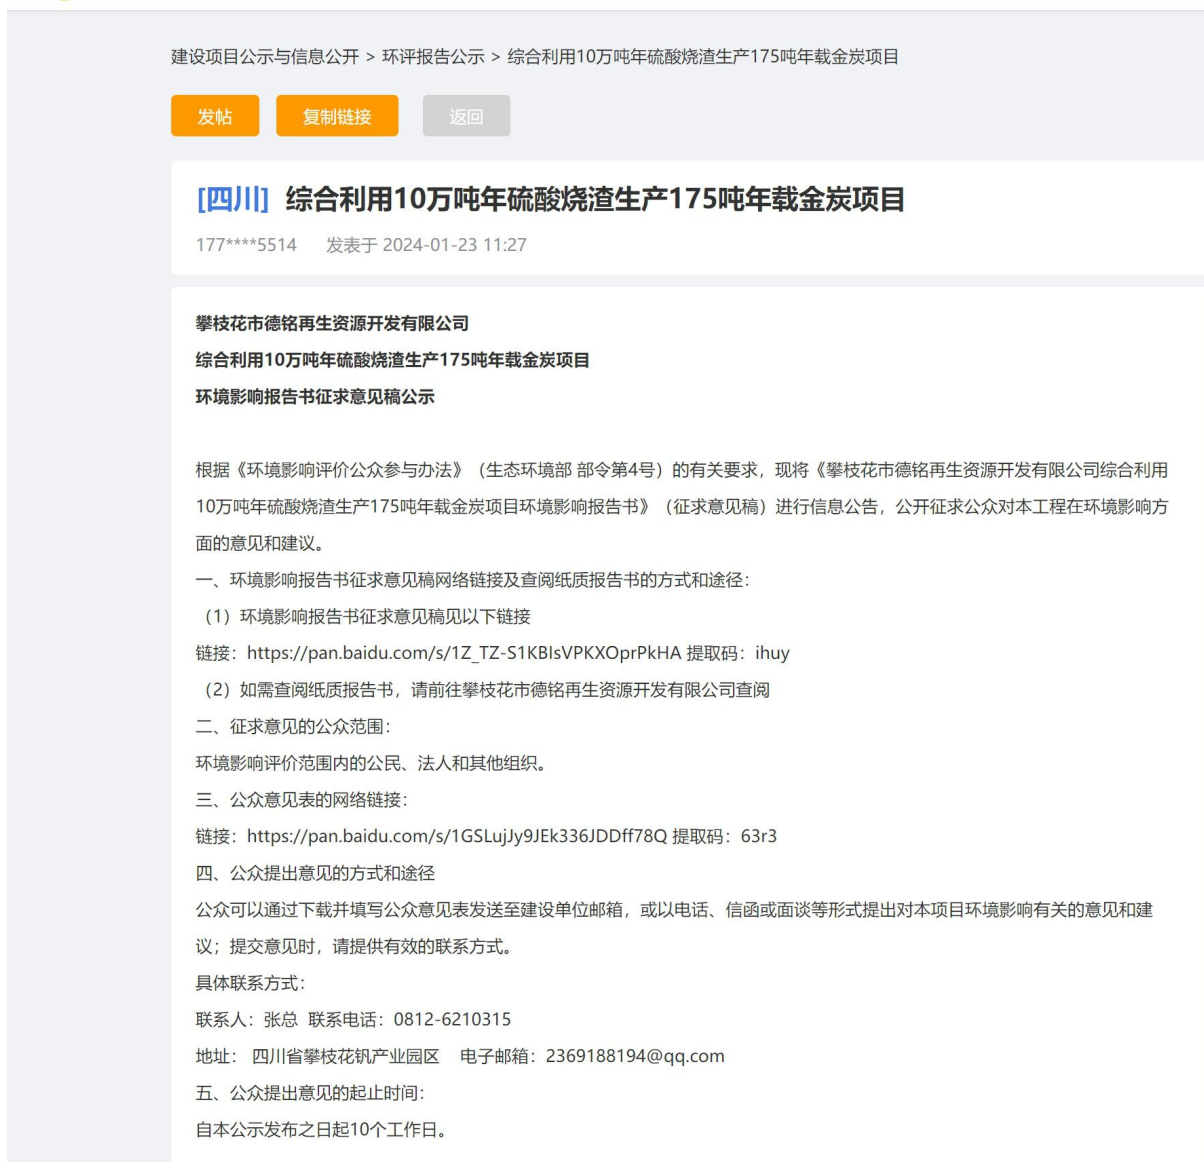 建设项目公示与信息公开 > 环评报告公示 > 综合利用10万吨年硫酸烧渣生产175吨年载金炭项目
发帖 复制链接 返回
[四川] 综合利用10万吨年硫酸烧渣生产175吨年载金炭项目
177****5514 发表于 2024-01-23 11:27
攀枝花市德铭再生资源开发有限公司
综合利用10万吨年硫酸烧渣生产175吨年载金炭项目
环境影响报告书征求意见稿公示
根据《环境影响评价公众参与办法》（生态环境部 部令第4号）的有关要求，现将《攀枝花市德铭再生资源开发有限公司综合利用
10万吨年硫酸烧渣生产175吨年载金炭项目环境影响报告书》（征求意见稿）进行信息公告，公开征求公众对本工程在环境影响方
面的意见和建议。
一、环境影响报告书征求意见稿网络链接及查阅纸质报告书的方式和途径：
（1）环境影响报告书征求意见稿见以下链接
链接：https://pan.baidu.com/s/1Z_TZ-S1KBIsVPKXOprPkHA 提取码：ihuy
（2）如需查阅纸质报告书，请前往攀枝花市德铭再生资源开发有限公司查阅
二、征求意见的公众范围：
环境影响评价范围内的公民、法人和其他组织。
三、公众意见表的网络链接：
链接：https://pan.baidu.com/s/1GSLujJy9JEk336JDDff78Q 提取码：63r3
四、公众提出意见的方式和途径
公众可以通过下载并填写公众意见表发送至建设单位邮箱，或以电话、信函或面谈等形式提出对本项目环境影响有关的意见和建
议；提交意见时，请提供有效的联系方式。
具体联系方式：
联系人：张总 联系电话：0812-6210315
地址： 四川省攀枝花钒产业园区 电子邮箱：2369188194@qq.com
五、公众提出意见的起止时间：
自本公示发布之日起10个工作日。